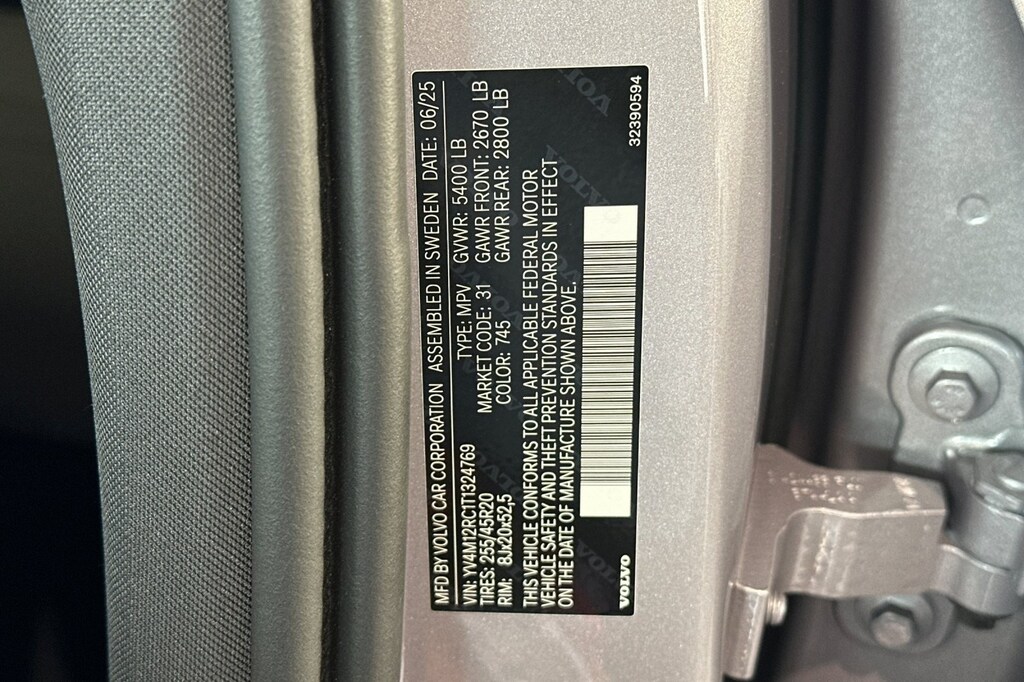 MFD BY VOLVO CAR CORPORATION ASSEMBLED IN SWEDEN DATE: 06/25
VIN: YV4M12RC1T1324769 TYPE: MPV GVWR: 5400 LB
TIRES: 255/45R20 MARKET CODE: 31 GAWR FRONT: 2670 LB
RIM: 8Jx20x52,5 COLOR: 745 GAWR REAR: 2800 LB
THIS VEHICLE CONFORMS TO ALL APPLICABLE FEDERAL MOTOR
VEHICLE SAFETY AND THEFT PREVENTION STANDARDS IN EFFECT
ON THE DATE OF MANUFACTURE SHOWN ABOVE.
VOLVO
32390594